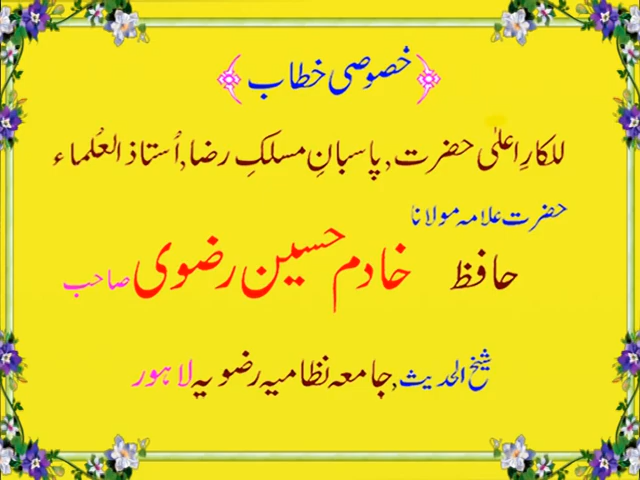 خصوصی خطاب
للکارِ اعلٰی حضرت, پاسبانِ مسلکِ رضا, اُستاذ العُلماء
حضرت علامہ مولانا
حافظ خادم حسین رضوی صاحب
شیخ الحدیث, جامعہ نظامیہ رضویہ لاہور